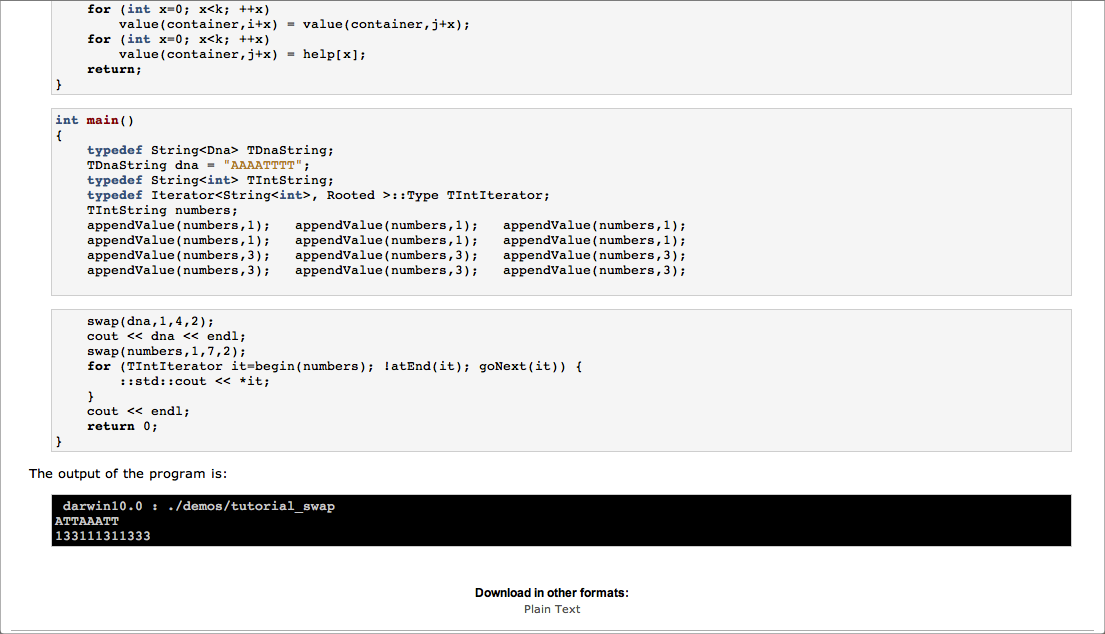 for (int x=0; x<k; ++x)
        value(container,i+x) = value(container,j+x);
    for (int x=0; x<k; ++x)
        value(container,j+x) = help[x];
    return;
}
int main()
{
    typedef String<Dna> TDnaString;
    TDnaString dna = "AAAATTTT";
    typedef String<int> TIntString;
    typedef Iterator<String<int>, Rooted >::Type TIntIterator;
    TIntString numbers;
    appendValue(numbers,1);   appendValue(numbers,1);   appendValue(numbers,1);
    appendValue(numbers,1);   appendValue(numbers,1);   appendValue(numbers,1);
    appendValue(numbers,3);   appendValue(numbers,3);   appendValue(numbers,3);
    appendValue(numbers,3);   appendValue(numbers,3);   appendValue(numbers,3);
    swap(dna,1,4,2);
    cout << dna << endl;
    swap(numbers,1,7,2);
    for (TIntIterator it=begin(numbers); !atEnd(it); goNext(it)) {
        ::std::cout << *it;
    }
    cout << endl;
    return 0;
}
The output of the program is:
darwin10.0 : ./demos/tutorial_swap
ATTAAATT
133111311333
Download in other formats:
Plain Text